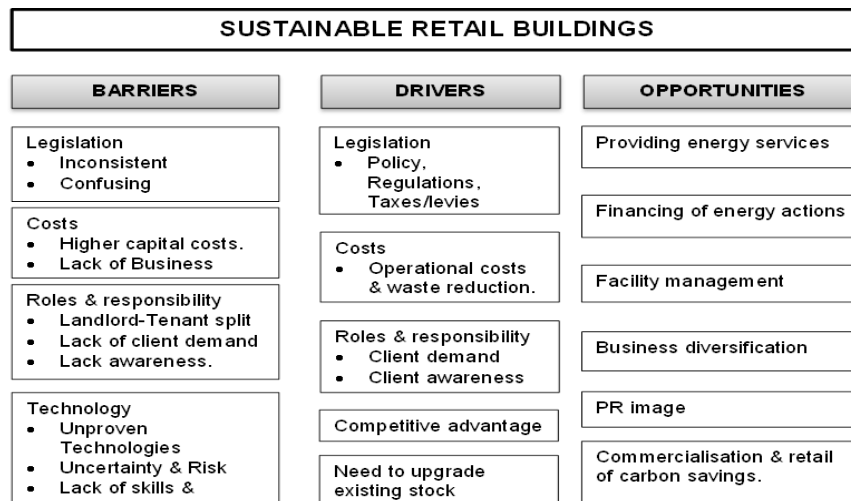 SUSTAINABLE RETAIL BUILDINGS
BARRIERS
Legislation
• Inconsistent
• Confusing
Costs
• Higher capital costs.
• Lack of Business
Roles & responsibility
• Landlord-Tenant split
• Lack of client demand
• Lack awareness.
Technology
• Unproven
Technologies
• Uncertainty & Risk
• Lack of skills &
DRIVERS
Legislation
• Policy,
Regulations,
Taxes/levies
Costs
• Operational costs
& waste reduction.
Roles & responsibility
• Client demand
• Client awareness
Competitive advantage
Need to upgrade
existing stock
OPPORTUNITIES
Providing energy services
Financing of energy actions
Facility management
Business diversification
PR image
Commercialisation & retail
of carbon savings.